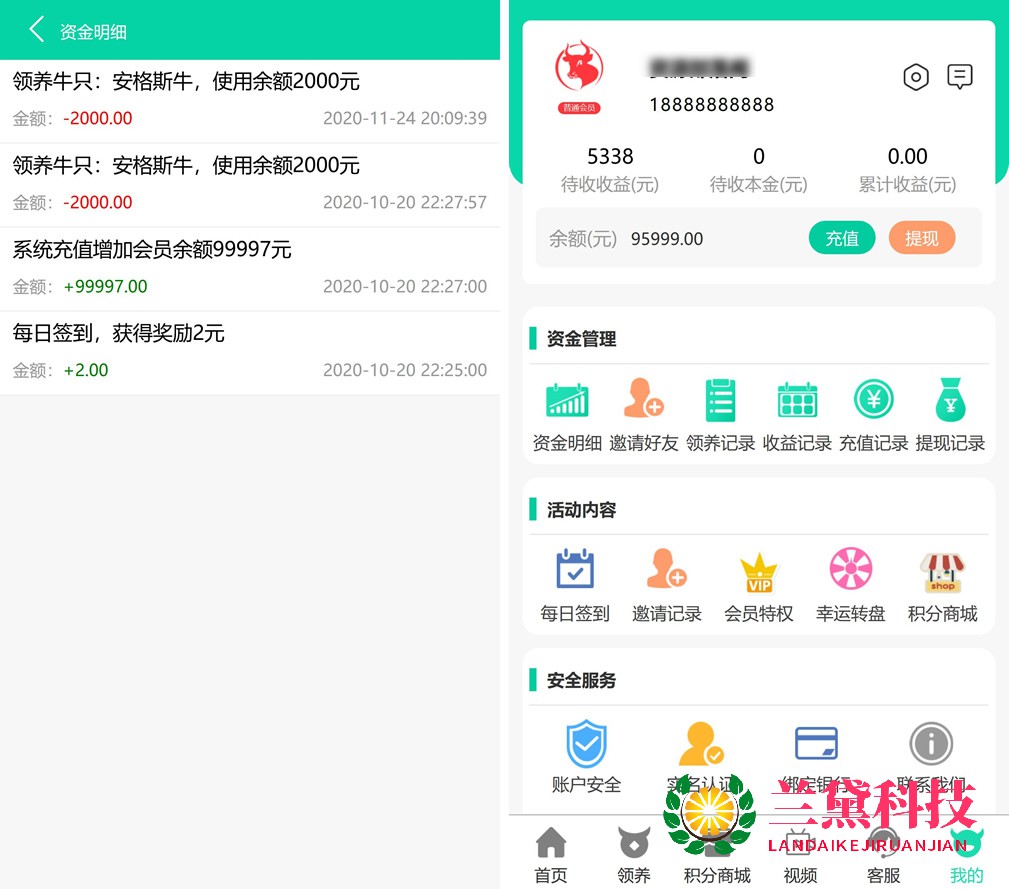 资金明细
领养牛只：安格斯牛，使用余额2000元
金额：-2000.00 2020-11-24 20:09:39
领养牛只：安格斯牛，使用余额2000元
金额：-2000.00 2020-10-20 22:27:57
系统充值增加会员余额99997元
金额：+99997.00 2020-10-20 22:27:00
每日签到，获得奖励2元
金额：+2.00 2020-10-20 22:25:00
普通会员
18888888888
5338 0 0.00
待收收益(元) 待收本金(元) 累计收益(元)
余额(元) 95999.00 充值 提现
资金管理
资金明细 邀请好友 领养记录 收益记录 充值记录 提现记录
活动内容
VIP shop
每日签到 邀请记录 会员特权 幸运转盘 积分商城
安全服务
账户安全 实名认证 绑定银行 联系我们
兰黛科技
LANDAIKEJIRUANJIAN
首页 领养 积分商城 视频 客服 我的